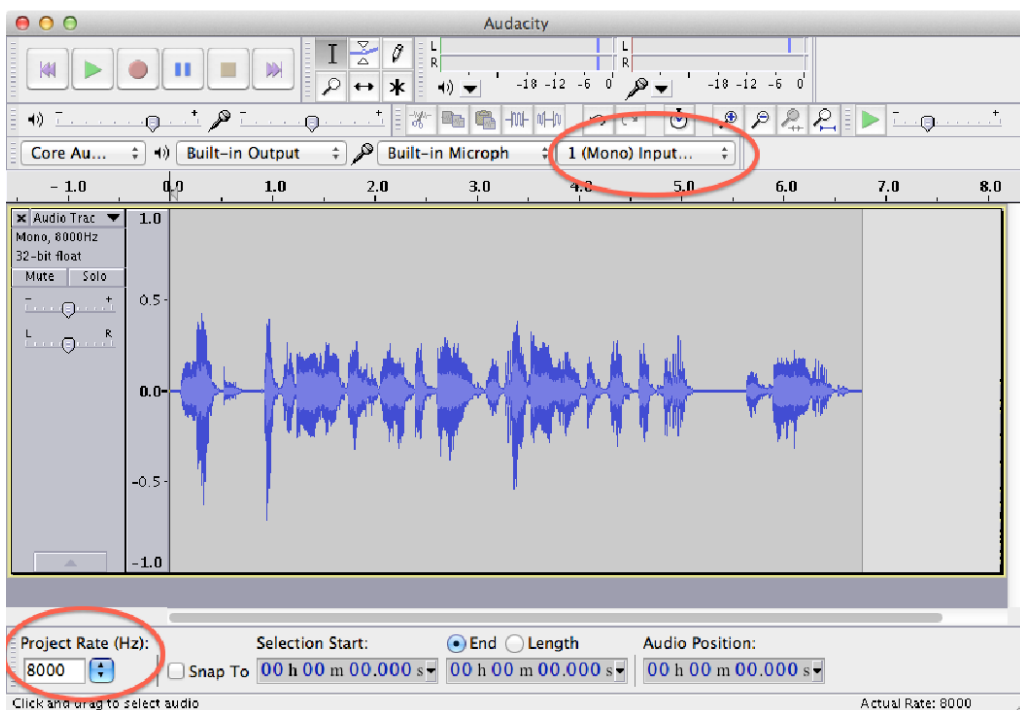 Audacity
L
R
-18 -12 -6 0
L
R
-18 -12 -6 0
- +
- +
- +
Core Au... Built-in Output Built-in Microph 1 (Mono) Input...
- 1.0 0.0 1.0 2.0 3.0 4.0 5.0 6.0 7.0 8.0
Audio Trac
Mono, 8000Hz
32-bit float
Mute Solo
- +
L R
1.0
0.5
0.0
-0.5
-1.0
Project Rate (Hz): Selection Start: End Length Audio Position:
8000 Snap To 00 h 00 m 00.000 s 00 h 00 m 00.000 s 00 h 00 m 00.000 s
Click and drag to select audio Actual Rate: 8000